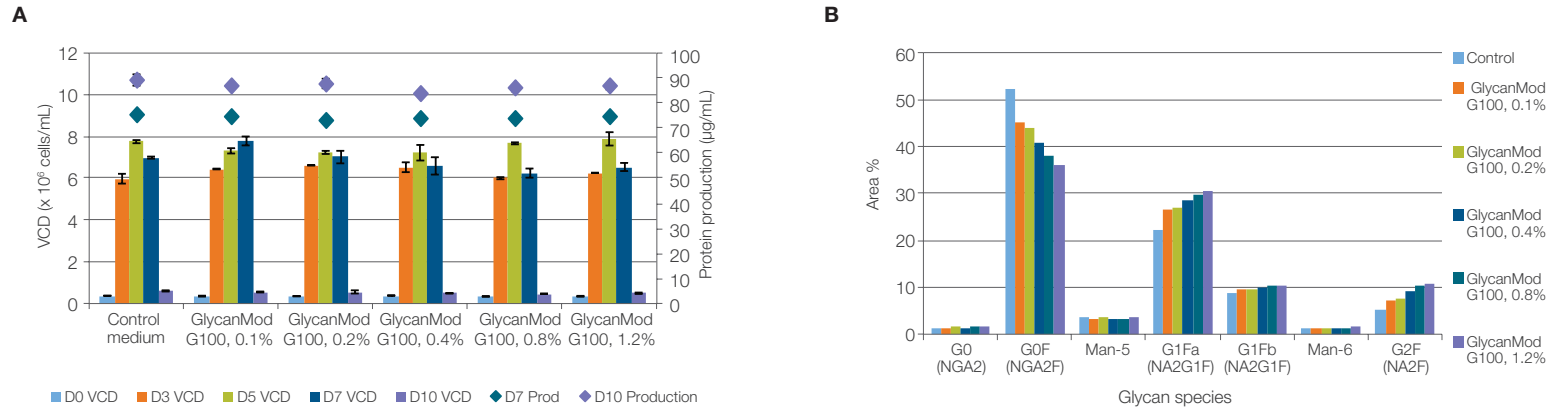 A
VCD (x 10⁶ cells/mL)
12
10
8
6
4
2
0
100
90
80
70
60
50
40
30
20
10
0
Protein production (µg/mL)
Control
medium
GlycanMod
G100, 0.1%
GlycanMod
G100, 0.2%
GlycanMod
G100, 0.4%
GlycanMod
G100, 0.8%
GlycanMod
G100, 1.2%
D0 VCD D3 VCD D5 VCD D7 VCD D10 VCD D7 Prod D10 Production
B
Area %
60
50
40
30
20
10
0
G0
(NGA2)
G0F
(NGA2F)
Man-5
G1Fa
(NA2G1F)
G1Fb
(NA2G1F)
Man-6
G2F
(NA2F)
Glycan species
Control
GlycanMod
G100, 0.1%
GlycanMod
G100, 0.2%
GlycanMod
G100, 0.4%
GlycanMod
G100, 0.8%
GlycanMod
G100, 1.2%